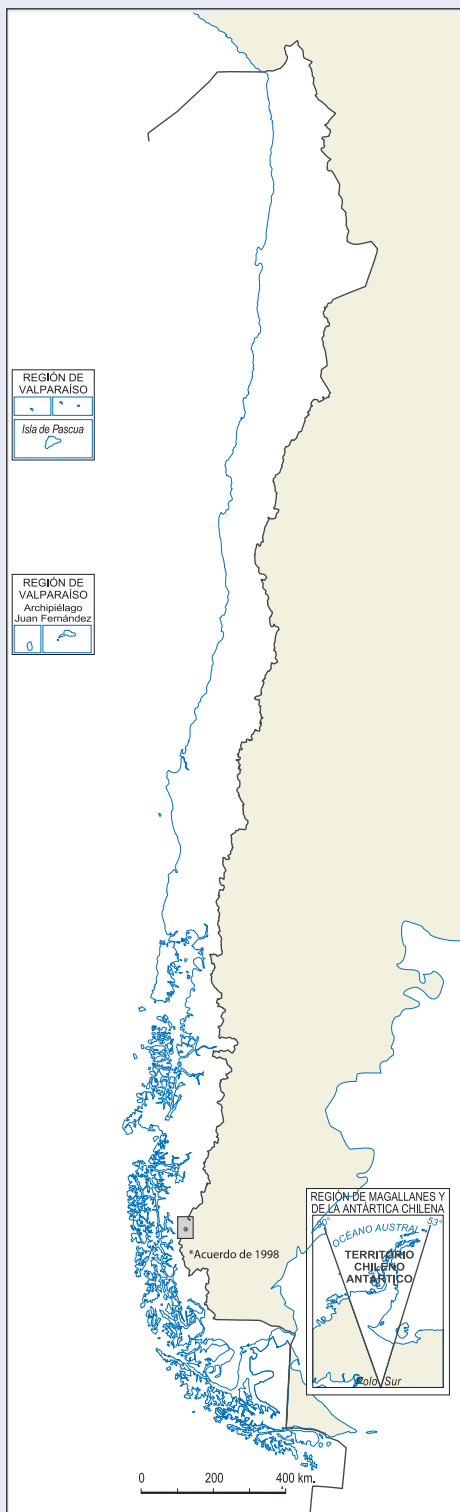 REGIÓN DE
VALPARAÍSO
Isla de Pascua
REGIÓN DE
VALPARAÍSO
Archipiélago
Juan Fernández
REGIÓN DE MAGALLANES Y
DE LA ANTÁRTICA CHILENA
90°
53°
OCÉANO AUSTRAL
TERRITORIO
CHILENO
ANTÁRTICO
Polo Sur
*
*Acuerdo de 1998
0 200 400 km.